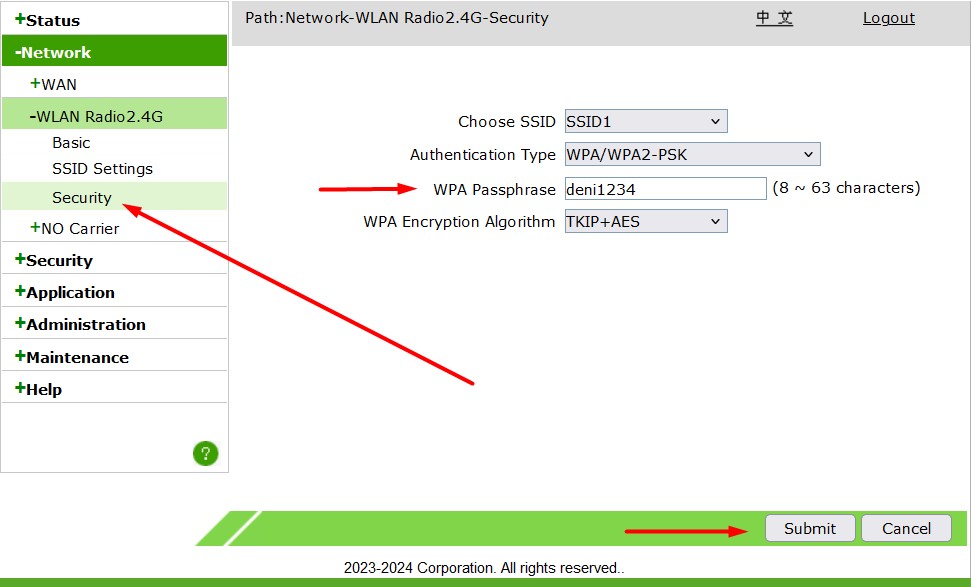 +Status
-Network
+WAN
-WLAN Radio2.4G
Basic
SSID Settings
Security
+NO Carrier
+Security
+Application
+Administration
+Maintenance
+Help
?
Path:Network-WLAN Radio2.4G-Security 中 文 Logout
Choose SSID SSID1
Authentication Type WPA/WPA2-PSK
WPA Passphrase deni1234 (8 ~ 63 characters)
WPA Encryption Algorithm TKIP+AES
Submit Cancel
2023-2024 Corporation. All rights reserved..